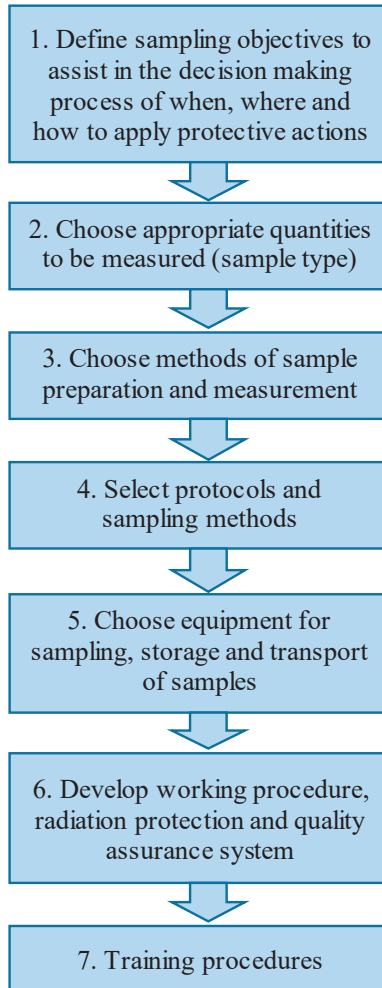 1. Define sampling objectives to
assist in the decision making
process of when, where and
how to apply protective actions
2. Choose appropriate quantities
to be measured (sample type)
3. Choose methods of sample
preparation and measurement
4. Select protocols and
sampling methods
5. Choose equipment for
sampling, storage and transport
of samples
6. Develop working procedure,
radiation protection and quality
assurance system
7. Training procedures